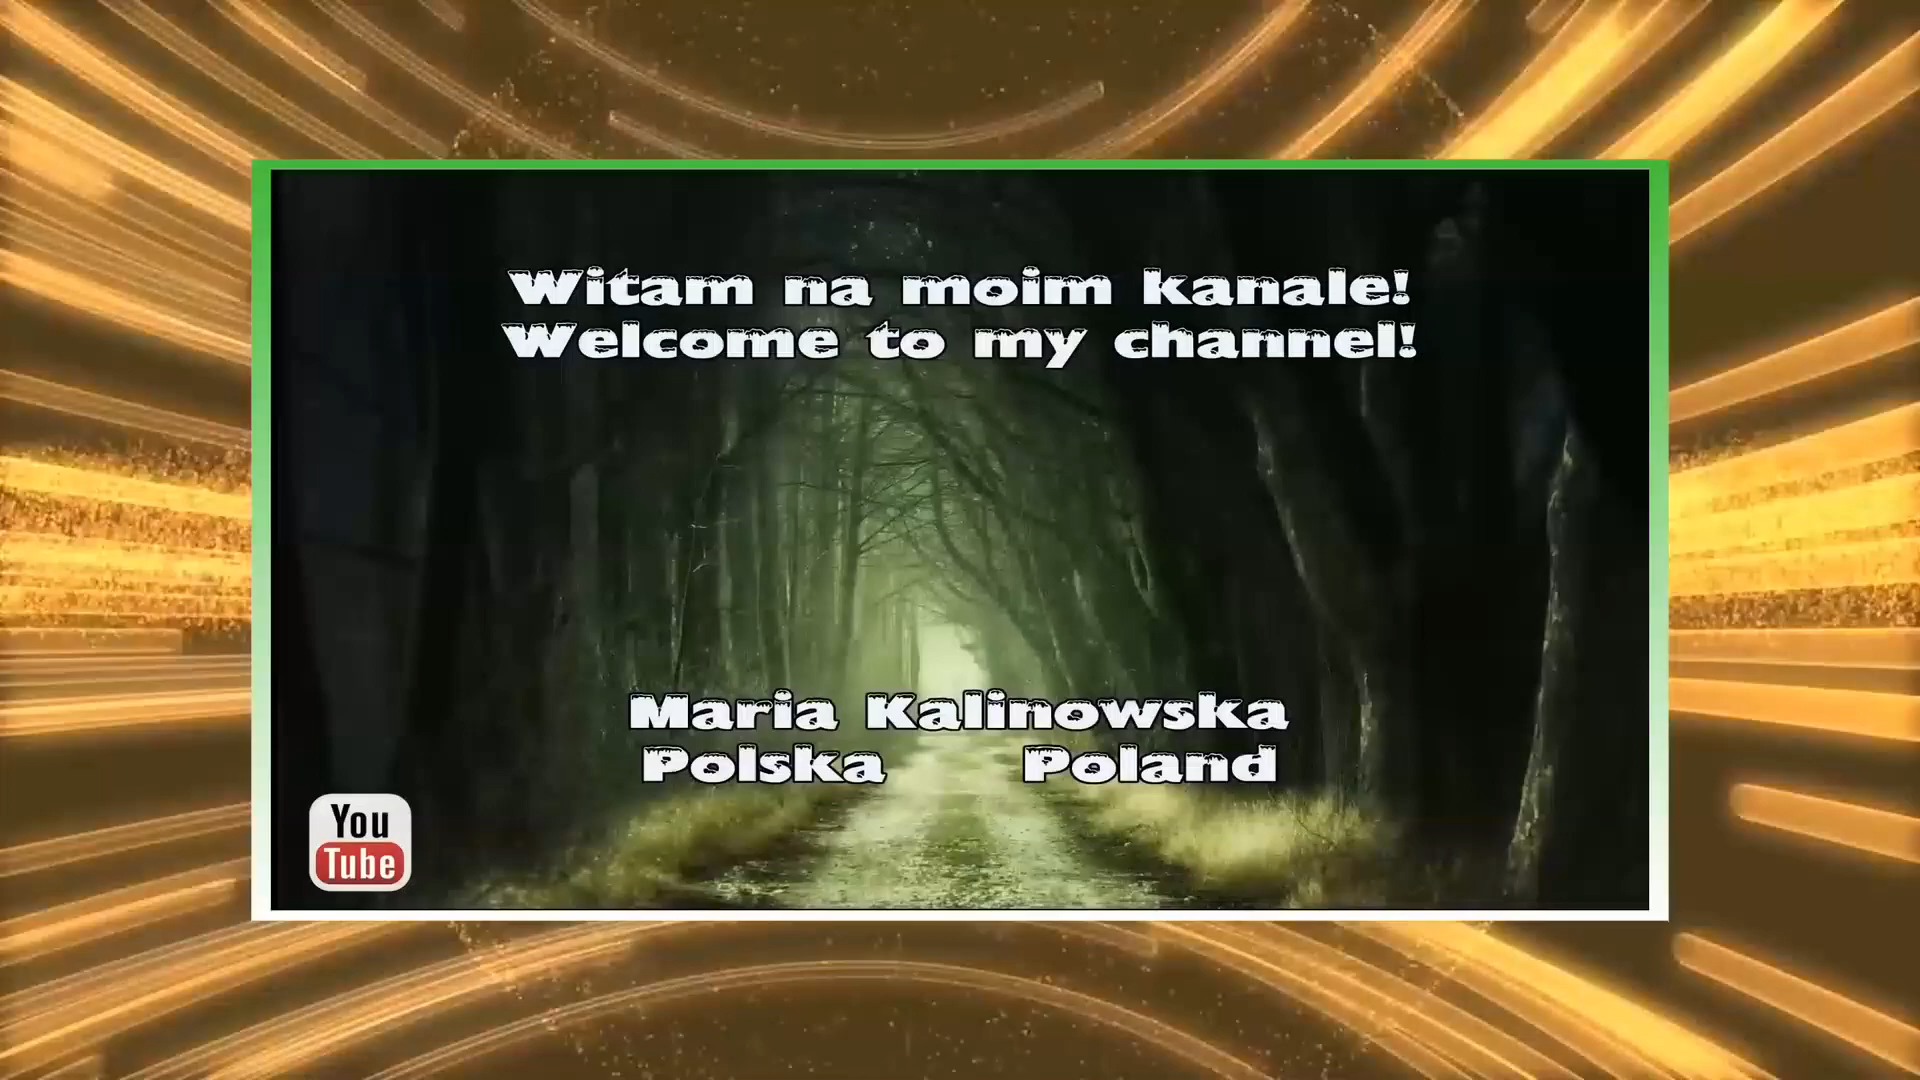 Witam na moim kanale!
Welcome to my channel!
Maria Kalinowska
Polska Poland
You
Tube